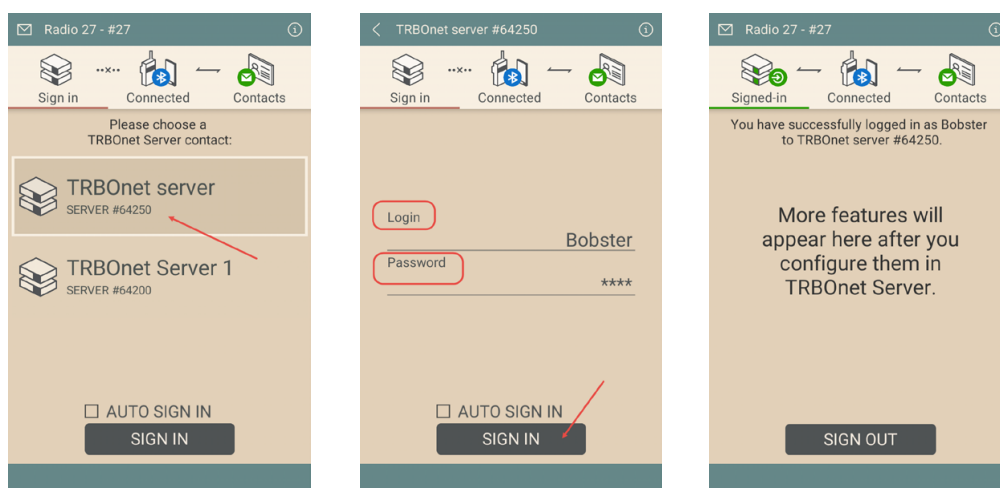 Radio 27 - #27
Sign in
Connected
Contacts
Please choose a
TRBOnet Server contact:
TRBOnet server
SERVER #64250
TRBOnet Server 1
SERVER #64200
AUTO SIGN IN
SIGN IN
TRBOnet server #64250
Sign in
Connected
Contacts
Login
Bobster
Password
****
AUTO SIGN IN
SIGN IN
Radio 27 - #27
Signed-in
Connected
Contacts
You have successfully logged in as Bobster
to TRBOnet server #64250.
More features will
appear here after you
configure them in
TRBOnet Server.
SIGN OUT